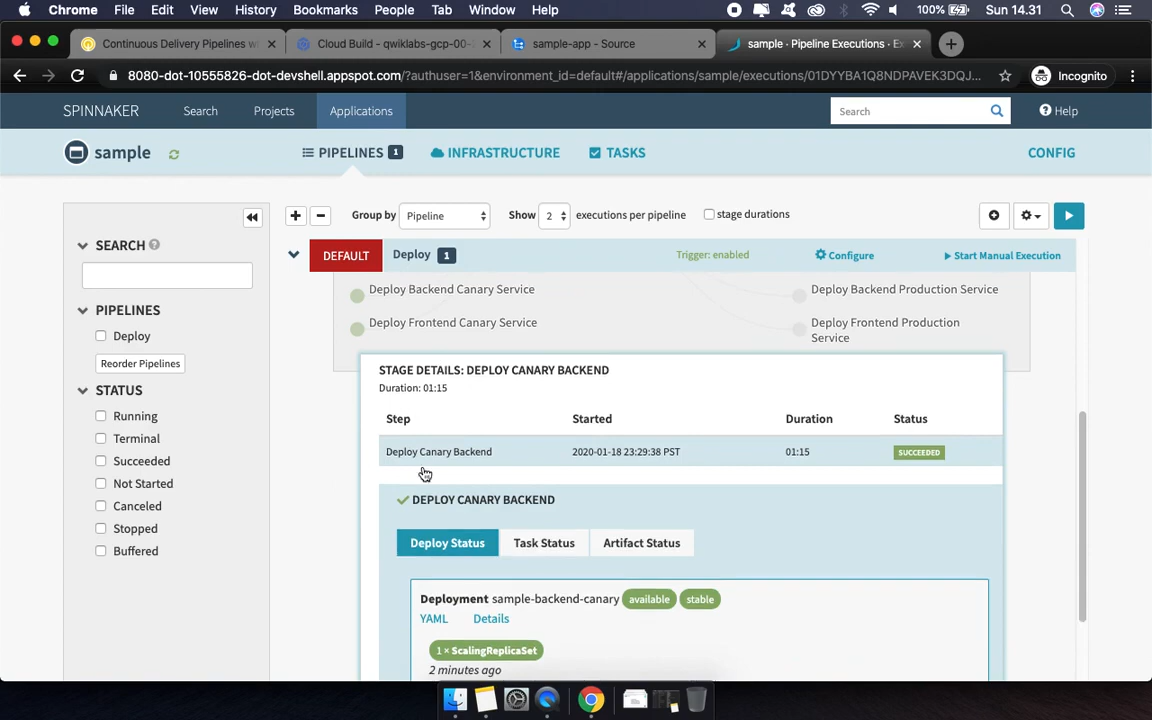 Chrome File Edit View History Bookmarks People Tab Window Help 100% Sun 14.31
Continuous Delivery Pipelines w
Cloud Build - qwiklabs-gcp-00-
sample-app - Source
sample · Pipeline Executions · E
8080-dot-10555826-dot-devshell.appspot.com/?authuser=1&environment_id=default#/applications/sample/executions/01DYYBA1Q8NDPAVEK3DQJ... Incognito
SPINNAKER Search Projects Applications Search Help
sample PIPELINES 1 INFRASTRUCTURE TASKS CONFIG
Group by Pipeline Show 2 executions per pipeline stage durations
SEARCH
PIPELINES
Deploy
Reorder Pipelines
STATUS
Running
Terminal
Succeeded
Not Started
Canceled
Stopped
Buffered
DEFAULT Deploy 1 Trigger: enabled Configure Start Manual Execution
Deploy Backend Canary Service
Deploy Backend Production Service
Deploy Frontend Canary Service
Deploy Frontend Production
Service
STAGE DETAILS: DEPLOY CANARY BACKEND
Duration: 01:15
Step Started Duration Status
Deploy Canary Backend 2020-01-18 23:29:38 PST 01:15 SUCCEEDED
DEPLOY CANARY BACKEND
Deploy Status Task Status Artifact Status
Deployment sample-backend-canary available stable
YAML Details
1 × ScalingReplicaSet
2 minutes ago